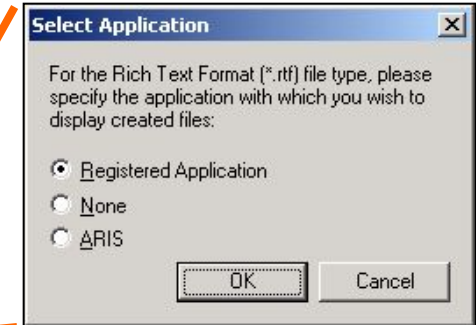 Select Application
For the Rich Text Format (*.rtf) file type, please
specify the application with which you wish to
display created files:
Registered Application
None
ARIS
OK Cancel